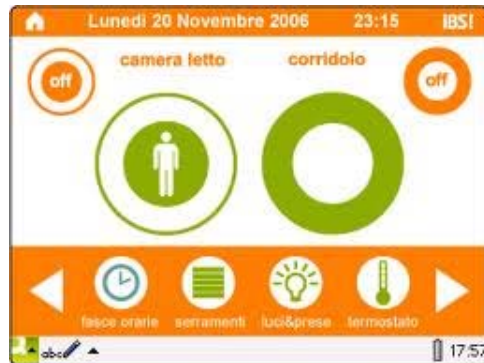 Lunedi 20 Novembre 2006 23:15 IBS!
camera letto corridoio
off off
fasce orarie serramenti luci&prese termostato
abc 17:57